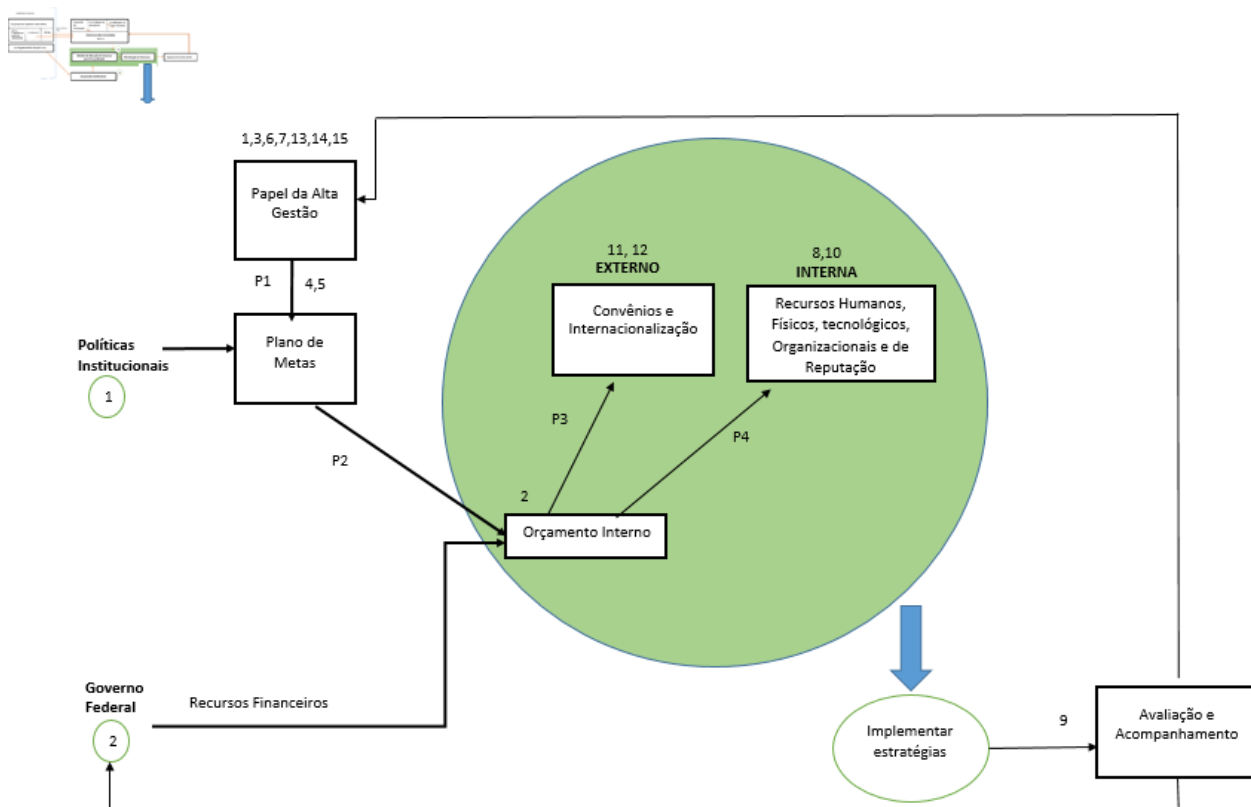 1,3,6,7,13,14,15
Papel da Alta
Gestão
P1
4,5
Políticas
Institucionais
1
Plano de
Metas
P2
11, 12
EXTERNO
Convênios e
Internacionalização
8,10
INTERNA
Recursos Humanos,
Físicos, tecnológicos,
Organizacionais e de
Reputação
P3
P4
2
Orçamento Interno
Governo
Federal
2
Recursos Financeiros
Implementar
estratégias
9
Avaliação e
Acompanhamento